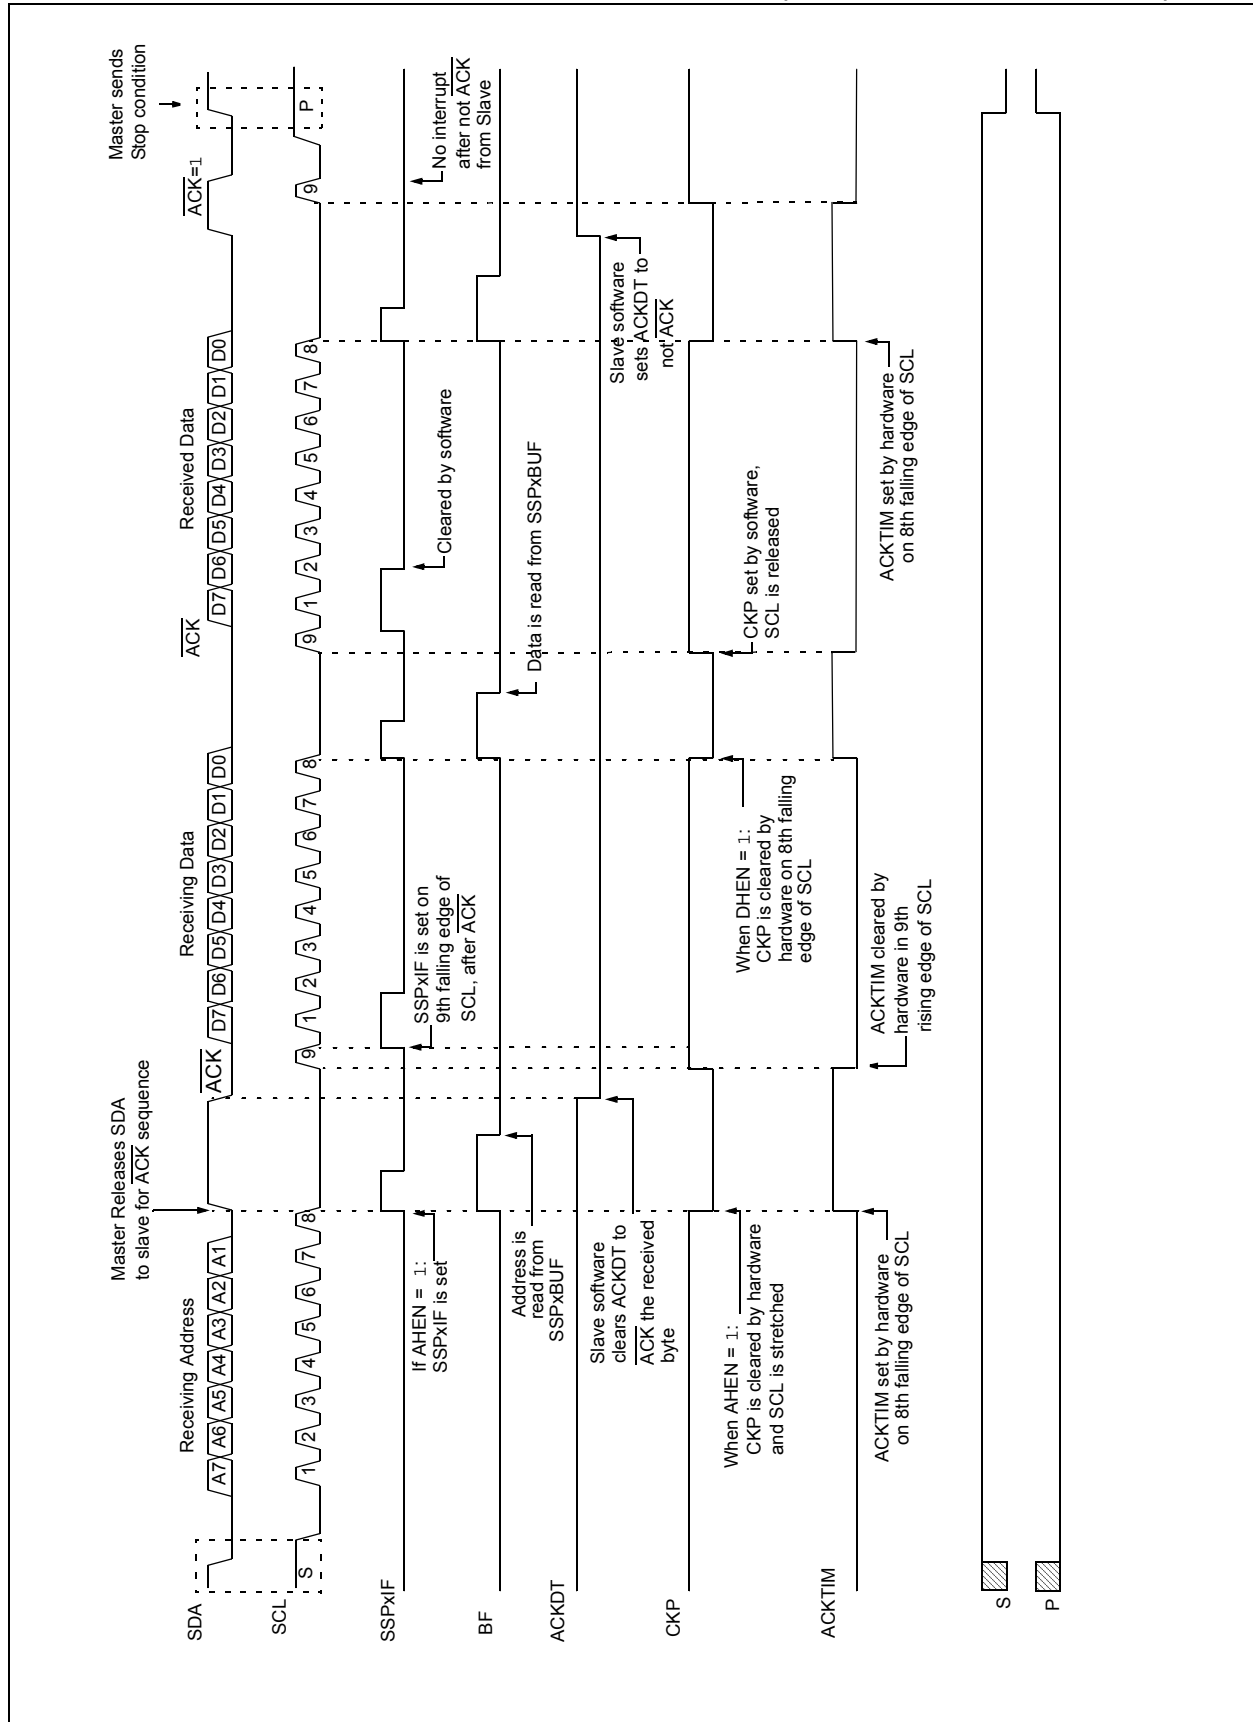 Master Releases SDA
to slave for ACK sequence
Master sends
Stop condition
Receiving Address
Receiving Data
Received Data
ACK
ACK
ACK=1
SDA
A7 A6 A5 A4 A3 A2 A1
D7 D6 D5 D4 D3 D2 D1 D0
D7 D6 D5 D4 D3 D2 D1 D0
SCL
S
1 2 3 4 5 6 7 8
9
1 2 3 4 5 6 7 8
9
1 2 3 4 5 6 7 8
9
P
SSPxIF
If AHEN = 1:
SSPxIF is set
SSPxIF is set on
9th falling edge of
SCL, after ACK
Cleared by software
No interrupt
after not ACK
from Slave
BF
Address is
read from
SSPxBUF
Data is read from SSPxBUF
ACKDT
Slave software
clears ACKDT to
ACK the received
byte
Slave software
sets ACKDT to
not ACK
CKP
When AHEN = 1:
CKP is cleared by hardware
and SCL is stretched
When DHEN = 1:
CKP is cleared by
hardware on 8th falling
edge of SCL
CKP set by software,
SCL is released
ACKTIM
ACKTIM set by hardware
on 8th falling edge of SCL
ACKTIM cleared by
hardware in 9th
rising edge of SCL
ACKTIM set by hardware
on 8th falling edge of SCL
S
P